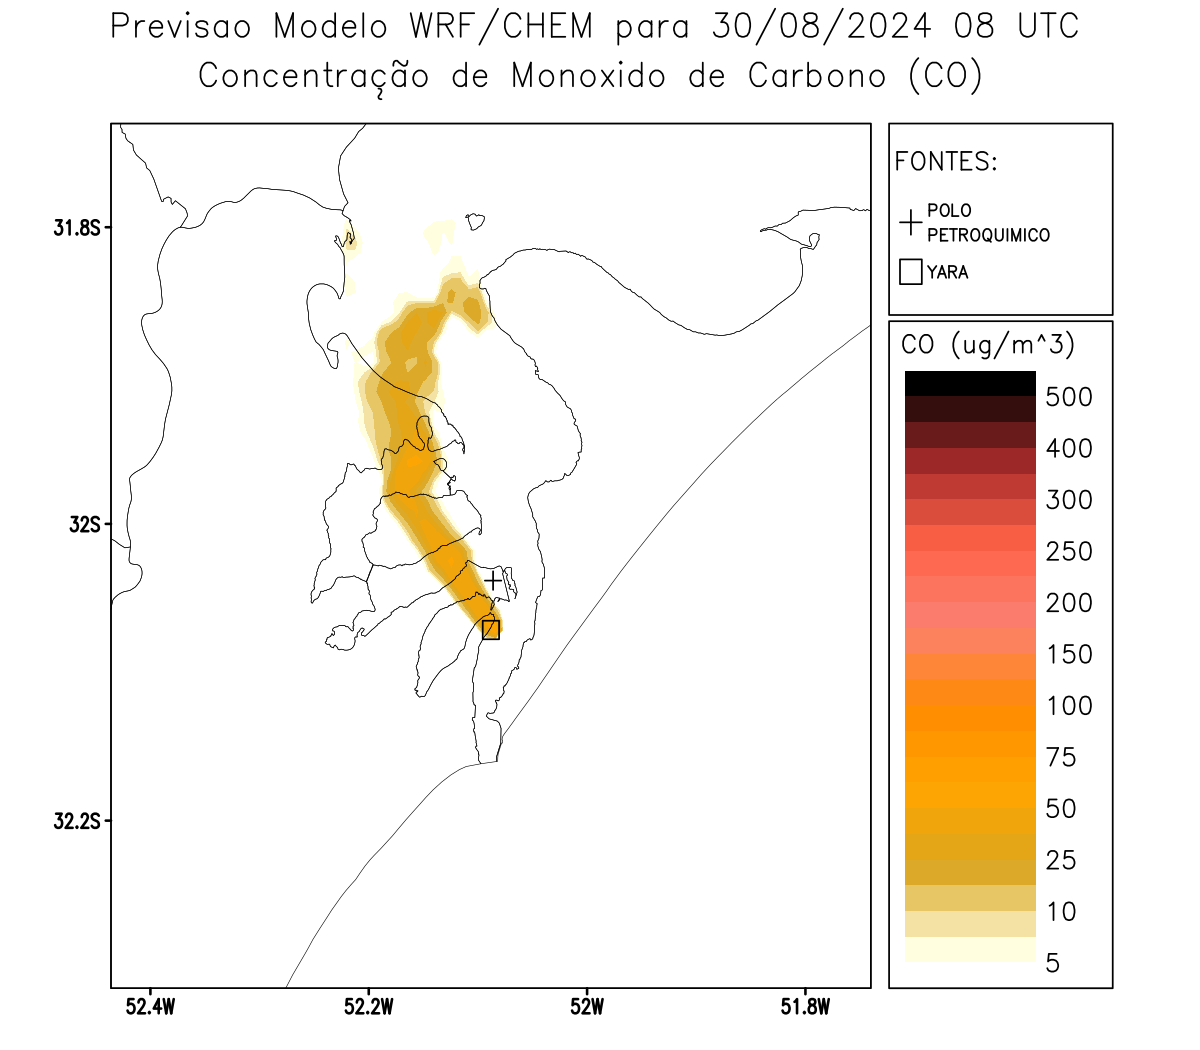 Previsao Modelo WRF/CHEM para 30/08/2024 08 UTC
Concentração de Monoxido de Carbono (CO)
FONTES:
POLO
PETROQUIMICO
YARA
31.8S
32S
32.2S
52.4W
52.2W
52W
51.8W
CO (ug/m^3)
500
400
300
250
200
150
100
75
50
25
10
5